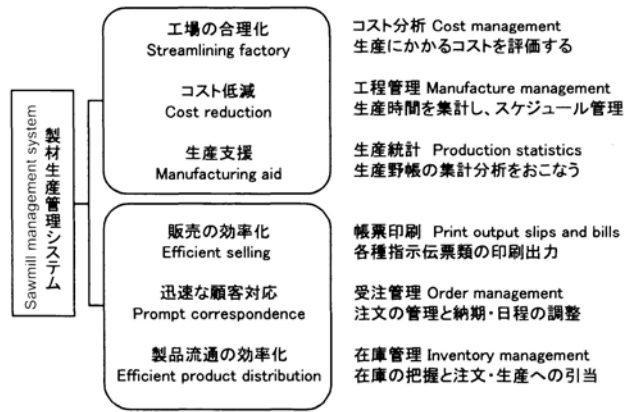 製材生産管理システム
Sawmill management system
工場の合理化
Streamlining factory
コスト低減
Cost reduction
生産支援
Manufacturing aid
販売の効率化
Efficient selling
迅速な顧客対応
Prompt correspondence
製品流通の効率化
Efficient product distribution
コスト分析 Cost management
生産にかかるコストを評価する
工程管理 Manufacture management
生産時間を集計し、スケジュール管理
生産統計 Production statistics
生産野帳の集計分析をおこなう
帳票印刷 Print output slips and bills
各種指示伝票類の印刷出力
受注管理 Order management
注文の管理と納期・日程の調整
在庫管理 Inventory management
在庫の把握と注文・生産への引当